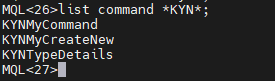 MQL<26>list command *KYN*;
KYNMyCommand
KYNMyCreateNew
KYNTypeDetails
MQL<27>